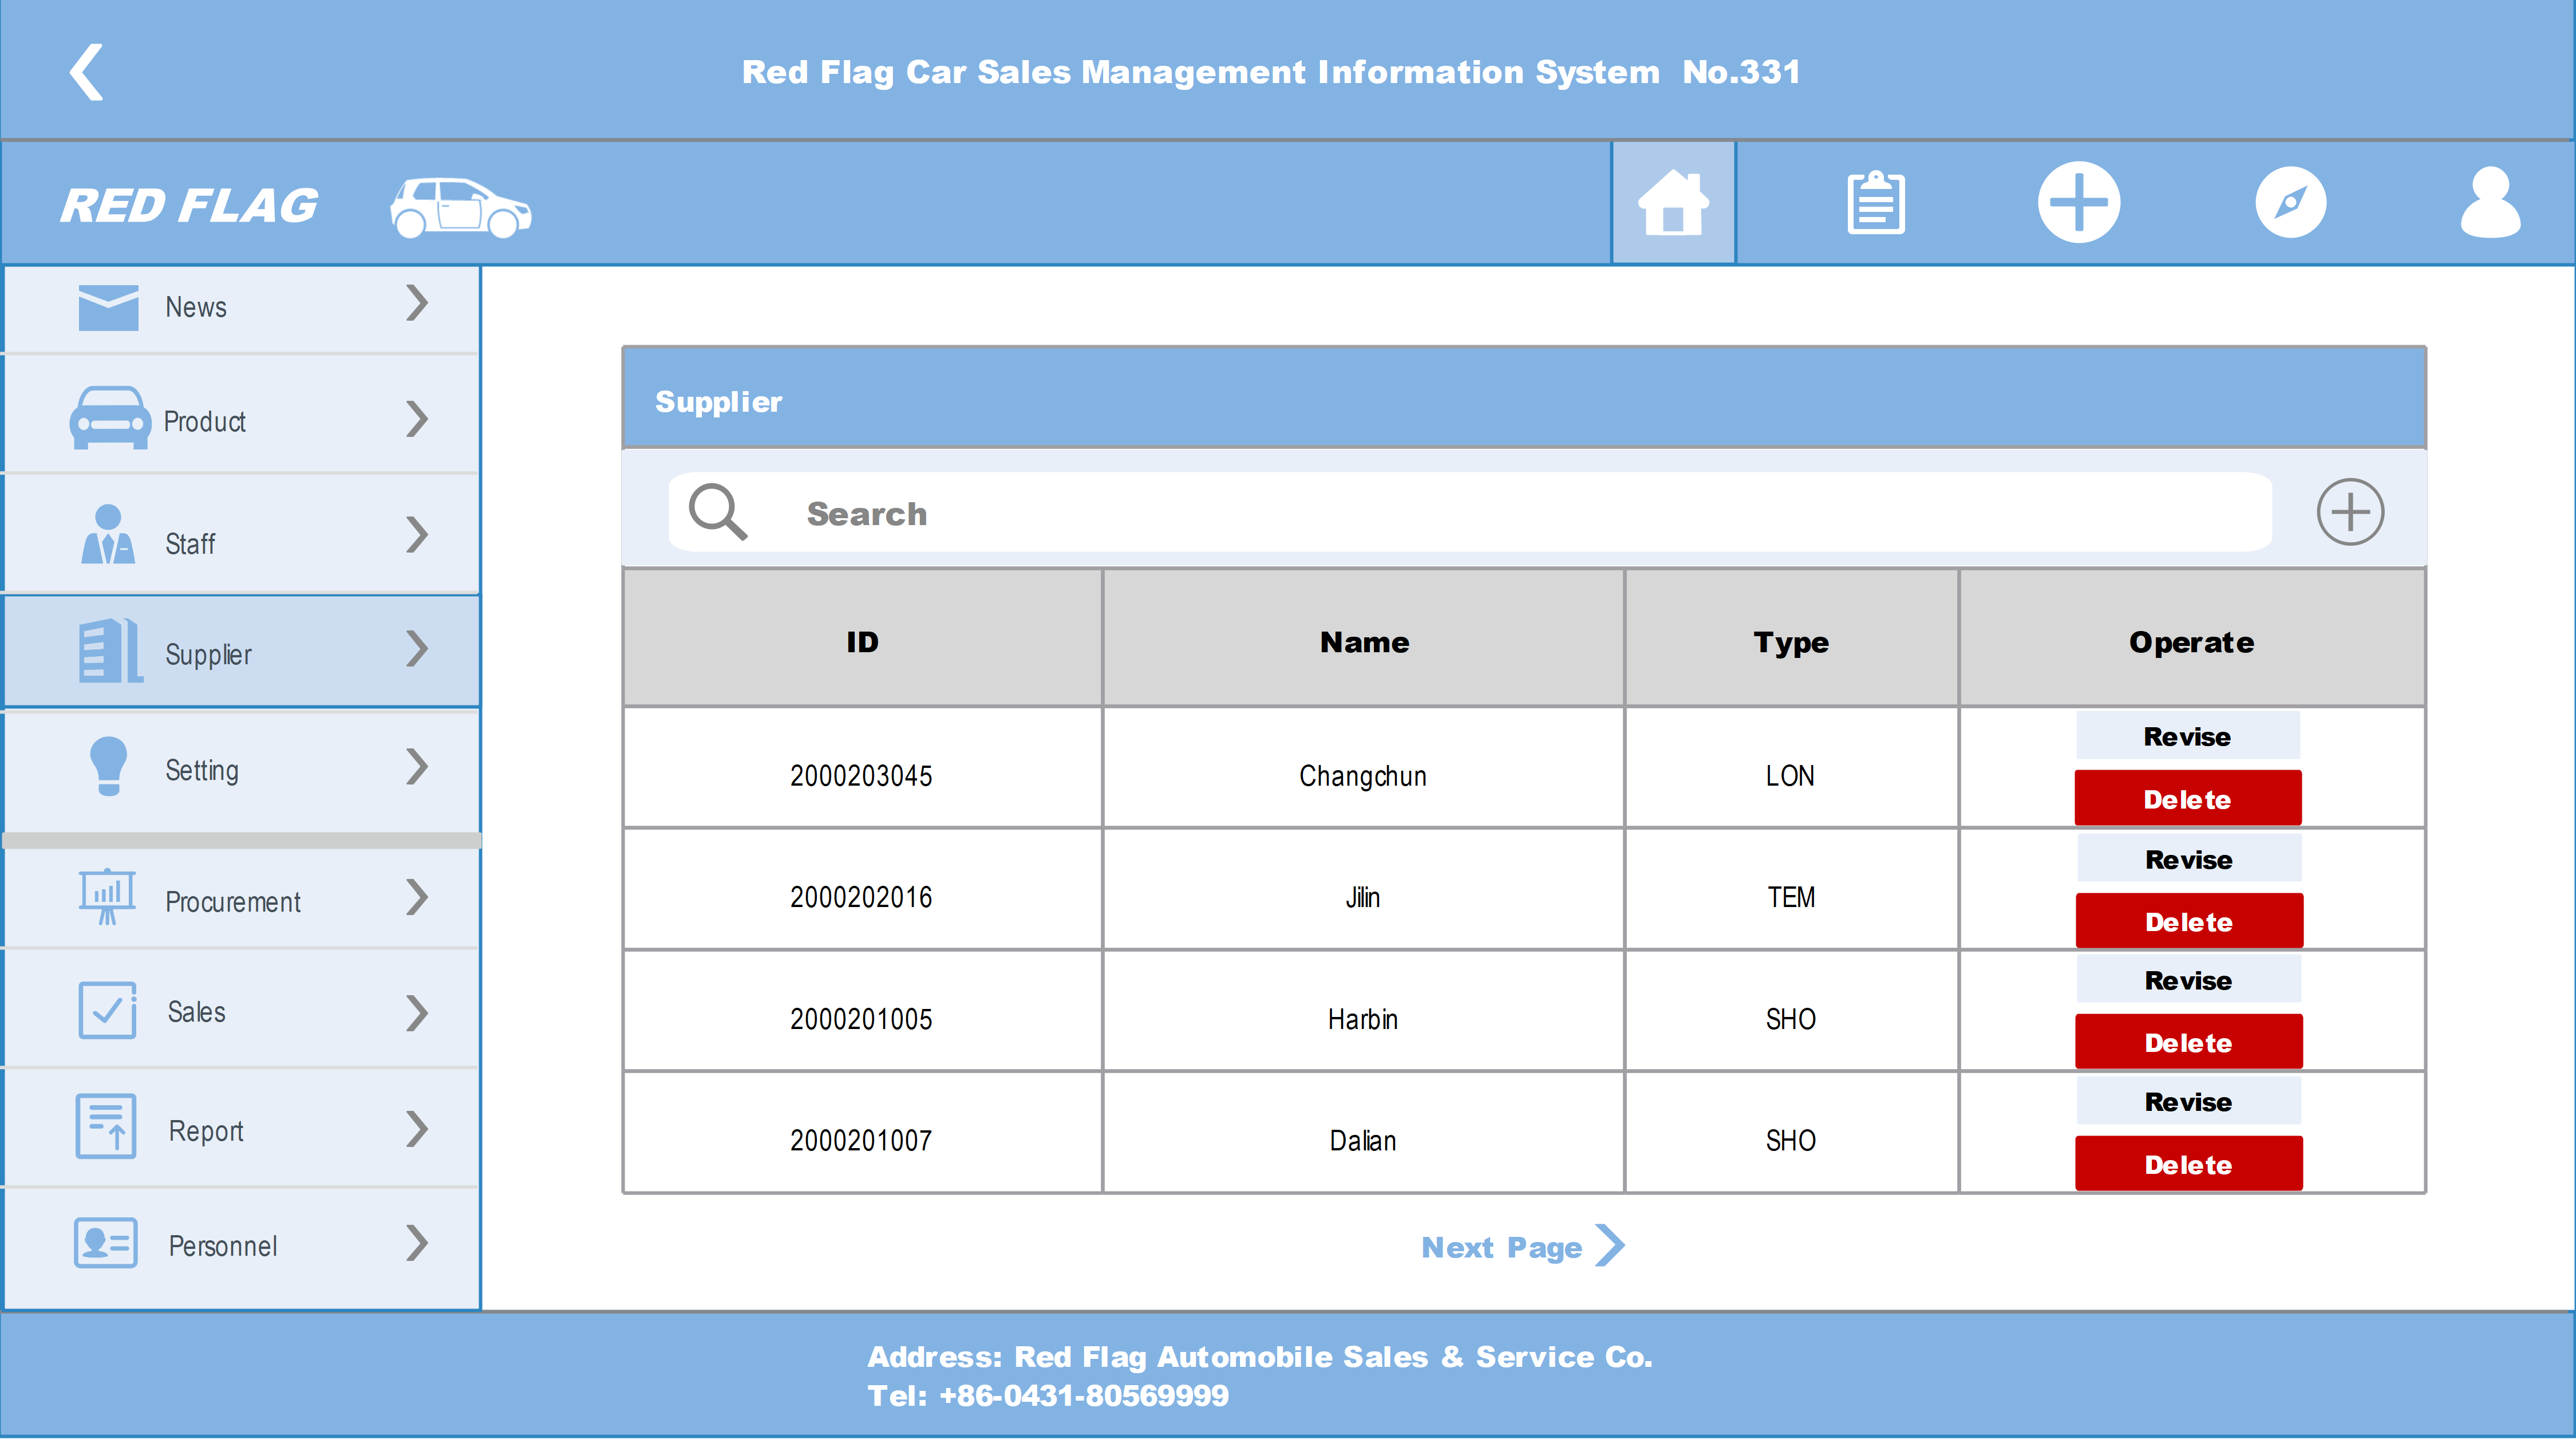 Red Flag Car Sales Management Information System  No.331
RED FLAG
News
Product
Staff
Supplier
Setting
Procurement
Sales
Report
Personnel
Supplier
Search
ID Name Type Operate
2000203045 Changchun LON Revise Delete
2000202016 Jilin TEM Revise Delete
2000201005 Harbin SHO Revise Delete
2000201007 Dalian SHO Revise Delete
Next Page
Address: Red Flag Automobile Sales & Service Co.
Tel: +86-0431-80569999